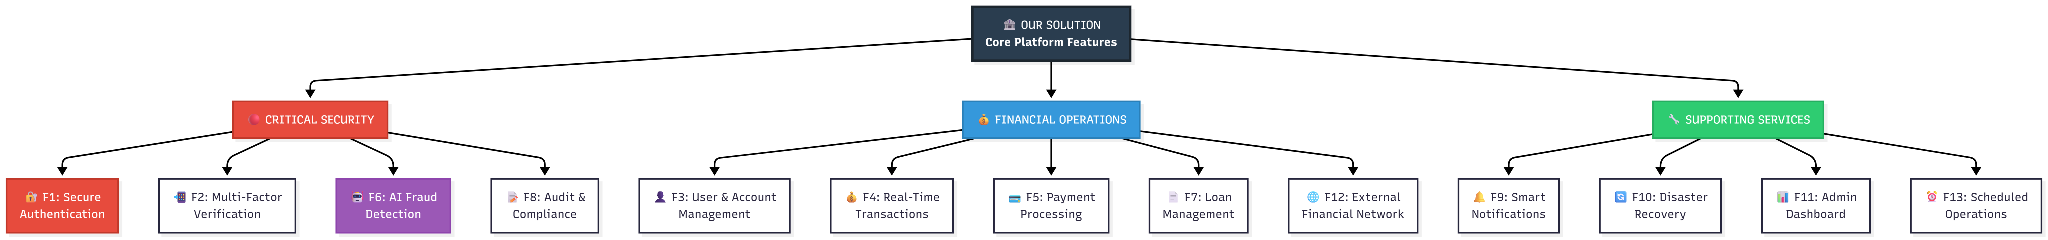 🏦 OUR SOLUTION
Core Platform Features
🔴 CRITICAL SECURITY
💰 FINANCIAL OPERATIONS
🔧 SUPPORTING SERVICES
🔐 F1: Secure
Authentication
📲 F2: Multi-Factor
Verification
🤖 F6: AI Fraud
Detection
📝 F8: Audit &
Compliance
👤 F3: User & Account
Management
💰 F4: Real-Time
Transactions
💳 F5: Payment
Processing
📄 F7: Loan
Management
🌐 F12: External
Financial Network
🔔 F9: Smart
Notifications
🔄 F10: Disaster
Recovery
📊 F11: Admin
Dashboard
⏰ F13: Scheduled
Operations